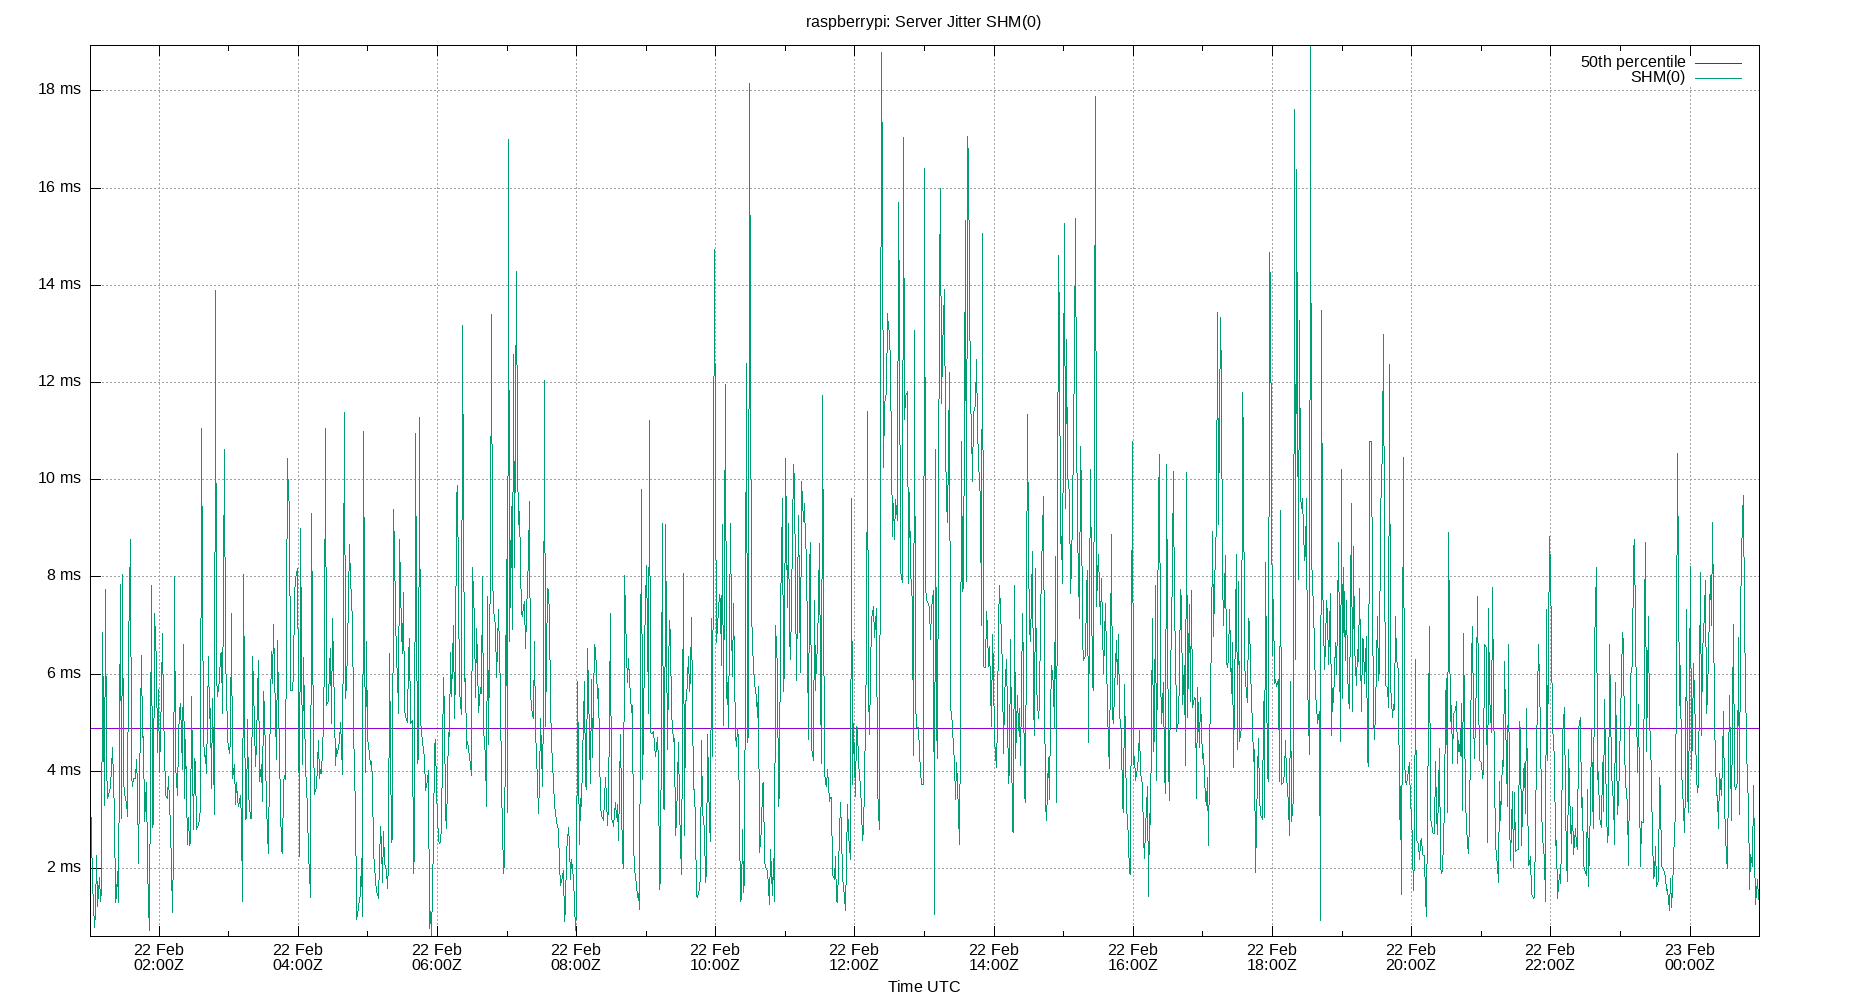 raspberrypi: Server Jitter SHM(0)
50th percentile
SHM(0)
18 ms
16 ms
14 ms
12 ms
10 ms
8 ms
6 ms
4 ms
2 ms
22 Feb 22 Feb 22 Feb 22 Feb 22 Feb 22 Feb 22 Feb 22 Feb 22 Feb 22 Feb 22 Feb 23 Feb
02:00Z 04:00Z 06:00Z 08:00Z 10:00Z 12:00Z 14:00Z 16:00Z 18:00Z 20:00Z 22:00Z 00:00Z
Time UTC